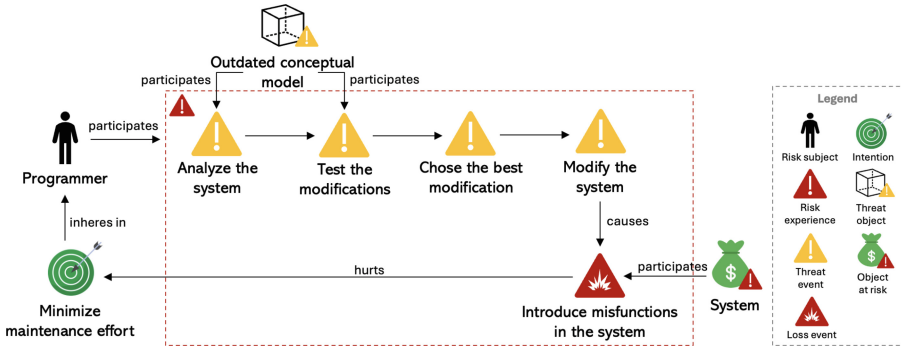 Outdated conceptual
model
participates
participates
Programmer
participates
Analyze the
system
Test the
modifications
Chose the best
modification
Modify the
system
inheres in
causes
Minimize
maintenance effort
hurts
Introduce misfunctions
in the system
participates
System
Legend
Risk subject
Intention
Risk
experience
Threat
object
Threat
event
Object
at risk
Loss event